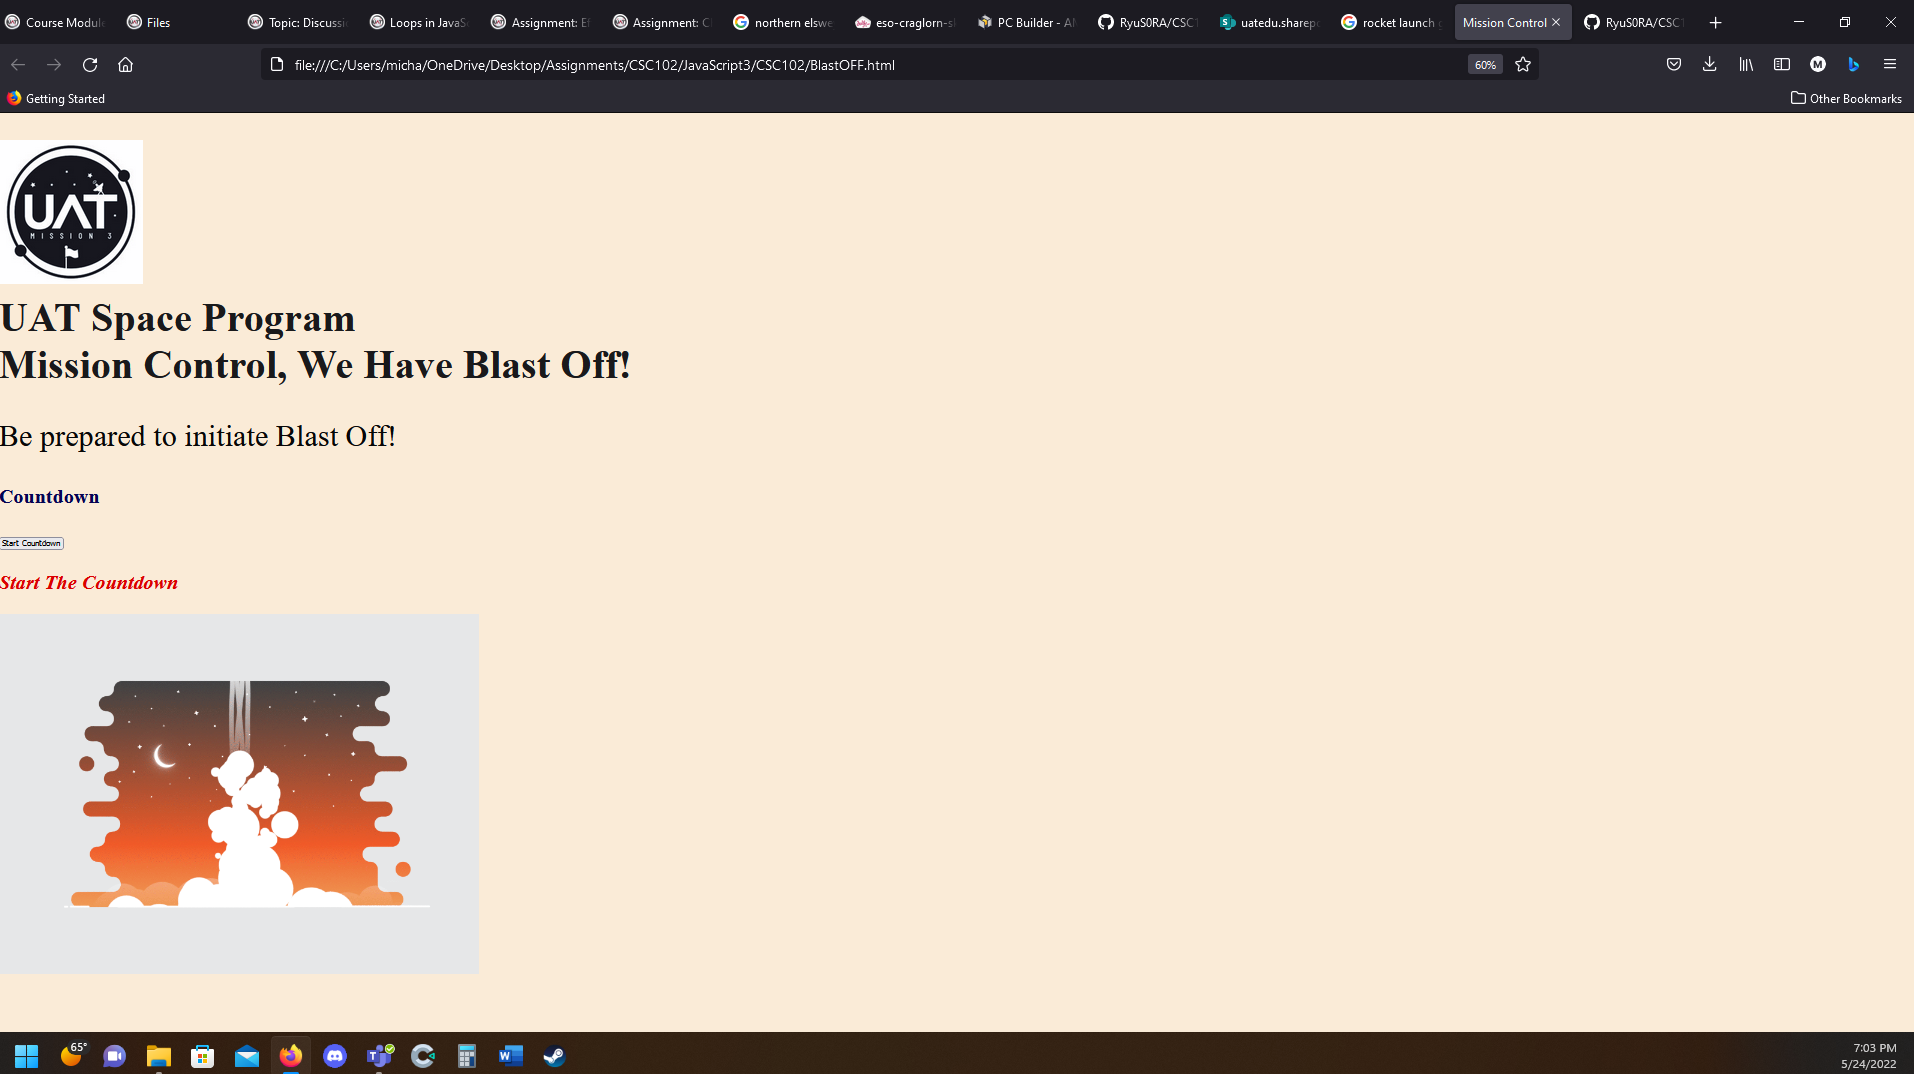 Course Module
Files
Topic: Discussi
Loops in JavaS
Assignment: Ef
Assignment: C
northern elswe
eso-craglorn-s
PC Builder - A
RyuS0RA/CSC1
uatedu.sharepo
rocket launch g
Mission Control
RyuS0RA/CSC1
file:///C:/Users/micha/OneDrive/Desktop/Assignments/CSC102/JavaScript3/CSC102/BlastOFF.html
60%
M
Getting Started
Other Bookmarks
UAT
MISSION 3
UAT Space Program
Mission Control, We Have Blast Off!
Be prepared to initiate Blast Off!
Countdown
Start Countdown
Start The Countdown
65°
7:03 PM
5/24/2022